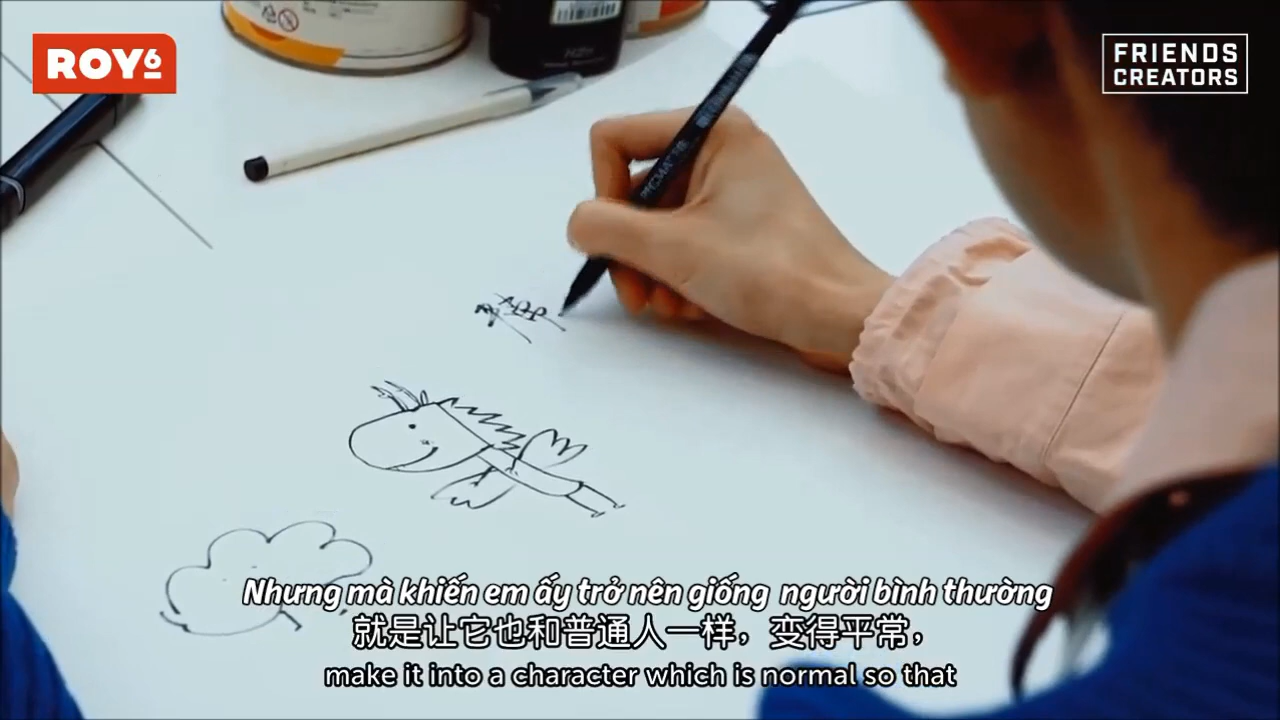 ROY6
FRIENDS
CREATORS
Nhưng mà khiến em ấy trở nên giống người bình thường
就是让它也和普通人一样，变得平常，
make it into a character which is normal so that